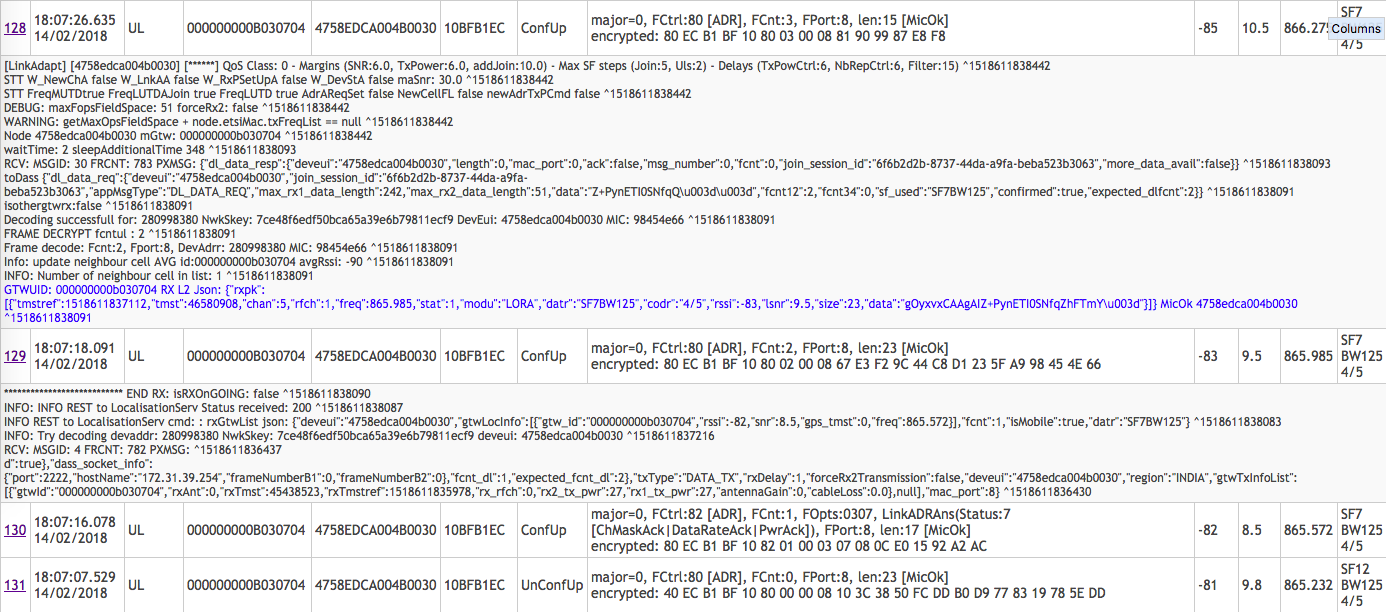 128 18:07:26.635 UL 000000000B030704 4758EDCA004B0030 10BFB1EC ConfUp major=0, FCtrl:80 [ADR], FCnt:3, FPort:8, len:15 [MicOk] -85 10.5 866.275 SF7
14/02/2018 encrypted: 80 EC B1 BF 10 80 03 00 08 81 90 99 87 E8 F8 Columns
4/5
[LinkAdapt] [4758edca004b0030] [******] QoS Class: 0 - Margins (SNR:6.0, TxPower:6.0, addJoin:10.0) - Max SF steps (Join:5, Uls:2) - Delays (TxPowCtrl:6, NbRepCtrl:6, Filter:15) ^1518611838442
STT W_NewChA false W_LnkAA false W_RxPSetUpA false W_DevStA false maSnr: 30.0 ^1518611838442
STT FreqMUTDtrue FreqLUTDAJoin true FreqLUTD true AdrAReqSet false NewCellFL false newAdrTxPCmd false ^1518611838442
DEBUG: maxFopsFieldSpace: 51 forceRx2: false ^1518611838442
WARNING: getMaxOpsFieldSpace + node.etsiMac.txFreqList == null ^1518611838442
Node 4758edca004b0030 mGtw: 000000000b030704 ^1518611838442
waitTime: 2 sleepAdditionalTime 348 ^1518611838093
RCV: MSGID: 30 FRCNT: 783 PXMSG: {"dl_data_resp":{"deveui":"4758edca004b0030","length":0,"mac_port":0,"ack":false,"msg_number":0,"fcnt":0,"join_session_id":"6f6b2d2b-8737-44da-a9fa-beba523b3063","more_data_avail":false}} ^1518611838093
toDass {"dl_data_req":{"deveui":"4758edca004b0030","join_session_id":"6f6b2d2b-8737-44da-a9fa-
beba523b3063","appMsgType":"DL_DATA_REQ","max_rx1_data_length":242,"max_rx2_data_length":51,"data":"Z+PynETI0SNfqQ\u003d\u003d","fcnt12":2,"fcnt34":0,"sf_used":"SF7BW125","confirmed":true,"expected_dlfcnt":2}} ^1518611838091
isothergtwrx:false ^1518611838091
Decoding successfull for: 280998380 NwkSkey: 7ce48f6edf50bca65a39e6b79811ecf9 DevEui: 4758edca004b0030 MIC: 98454e66 ^1518611838091
FRAME DECRYPT fcntul : 2 ^1518611838091
Frame decode: Fcnt:2, Fport:8, DevAdrr: 280998380 MIC: 98454e66 ^1518611838091
Info: update neighbour cell AVG id:000000000b030704 avgRssi: -90 ^1518611838091
INFO: Number of neighbour cell in list: 1 ^1518611838091
GTWUID: 000000000b030704 RX L2 Json: {"rxpk":
[{"tmstref":1518611837112,"tmst":46580908,"chan":5,"rfch":1,"freq":865.985,"stat":1,"modu":"LORA","datr":"SF7BW125","codr":"4/5","rssi":-83,"lsnr":9.5,"size":23,"data":"gOyxvxCAAgAIZ+PynETI0SNfqZhFTmY\u003d"}]} MicOk 4758edca004b0030
^1518611838091
129 18:07:18.091 UL 000000000B030704 4758EDCA004B0030 10BFB1EC ConfUp major=0, FCtrl:80 [ADR], FCnt:2, FPort:8, len:23 [MicOk] -83 9.5 865.985 SF7
14/02/2018 encrypted: 80 EC B1 BF 10 80 02 00 08 67 E3 F2 9C 44 C8 D1 23 5F A9 98 45 4E 66 BW125
4/5
*************************** END RX: isRXOnGOING: false ^1518611838090
INFO: INFO REST to LocalisationServ Status received: 200 ^1518611838087
INFO REST to LocalisationServ cmd: : rxGtwList json: {"deveui":"4758edca004b0030","gtwLocInfo":[{"gtw_id":"000000000b030704","rssi":-82,"snr":8.5,"gps_tmst":0,"freq":865.572}],"fcnt":1,"isMobile":true,"datr":"SF7BW125"} ^1518611838083
INFO: Try decoding devaddr: 280998380 NwkSkey: 7ce48f6edf50bca65a39e6b79811ecf9 deveui: 4758edca004b0030 ^1518611837216
RCV: MSGID: 4 FRCNT: 782 PXMSG: ^1518611836437
d":true},"dass_socket_info":
{"port":2222,"hostName":"172.31.39.254","frameNumberB1":0,"frameNumberB2":0},"fcnt_dl":1,"expected_fcnt_dl":2},"txType":"DATA_TX","rxDelay":1,"forceRx2Transmission":false,"deveui":"4758edca004b0030","region":"INDIA","gtwTxInfoList":
[{"gtwId":"000000000b030704","rxAnt":0,"rxTmst":45438523,"rxTmstref":1518611835978,"rx_rfch":0,"rx2_tx_pwr":27,"rx1_tx_pwr":27,"antennaGain":0,"cableLoss":0.0},null],"mac_port":8} ^1518611836430
130 18:07:16.078 UL 000000000B030704 4758EDCA004B0030 10BFB1EC ConfUp major=0, FCtrl:82 [ADR], FCnt:1, FOpts:0307, LinkADRAns(Status:7 -82 8.5 865.572 SF7
14/02/2018 [ChMaskAck|DataRateAck|PwrAck]), FPort:8, len:17 [MicOk] BW125
encrypted: 80 EC B1 BF 10 82 01 00 03 07 08 0C E0 15 92 A2 AC 4/5
131 18:07:07.529 UL 000000000B030704 4758EDCA004B0030 10BFB1EC UnConfUp major=0, FCtrl:80 [ADR], FCnt:0, FPort:8, len:23 [MicOk] -81 9.8 865.232 SF12
14/02/2018 encrypted: 40 EC B1 BF 10 80 00 00 08 10 3C 38 50 FC DD B0 D9 77 83 19 78 5E DD BW125
4/5